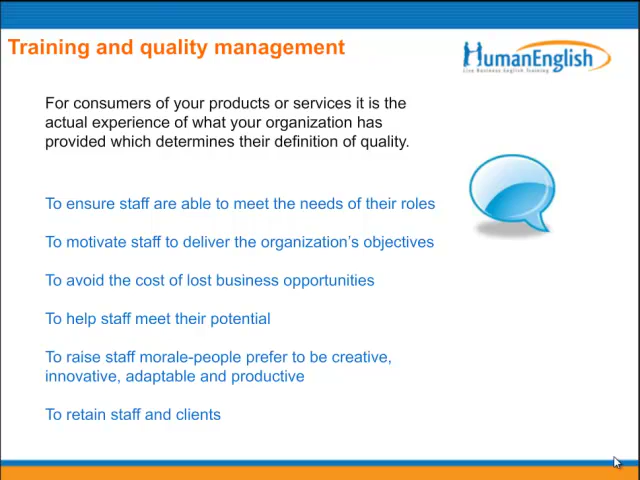 Training and quality management
HumanEnglish
Live Business English Training
For consumers of your products or services it is the
actual experience of what your organization has
provided which determines their definition of quality.
To ensure staff are able to meet the needs of their roles
To motivate staff to deliver the organization's objectives
To avoid the cost of lost business opportunities
To help staff meet their potential
To raise staff morale-people prefer to be creative,
innovative, adaptable and productive
To retain staff and clients